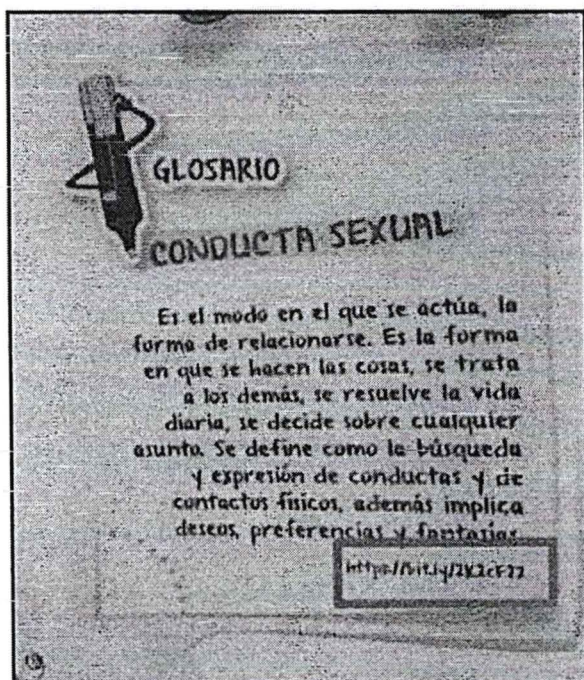 GLOSARIO
CONDUCTA SEXUAL
Es el modo en el que se actúa, la
forma de relacionarse. Es la forma
en que se hacen las cosas, se trata
a los demás, se resuelve la vida
diaria, se decide sobre cualquier
asunto. Se define como la búsqueda
y expresión de conductas y de
contactos físicos, además implica
deseos, preferencias y fantasías